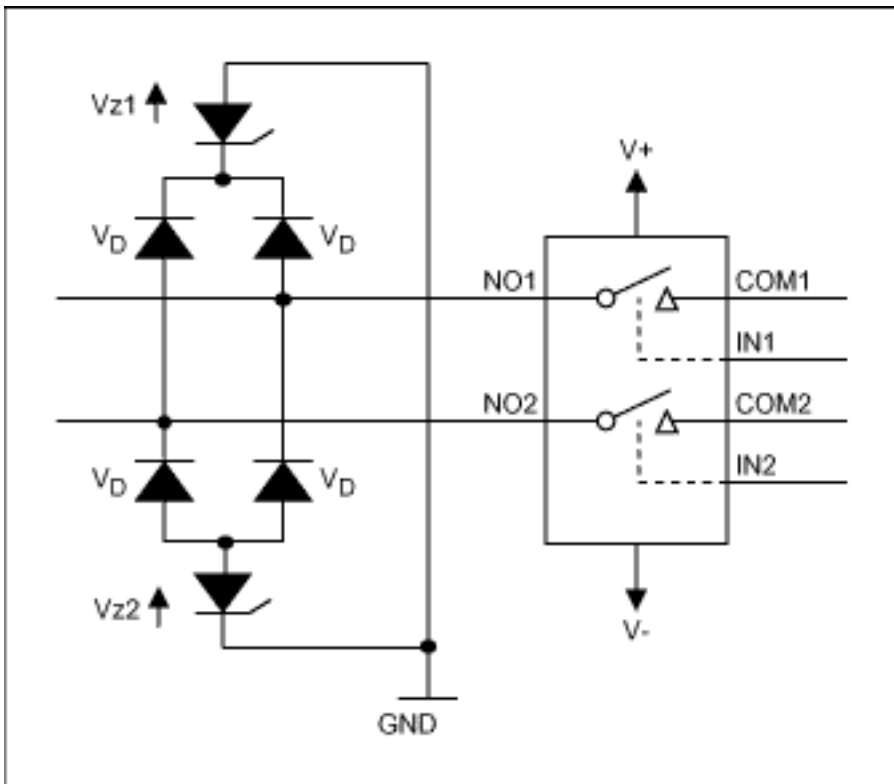 Vz1
V+
VD
VD
NO1
COM1
IN1
NO2
COM2
IN2
VD
VD
Vz2
V-
GND